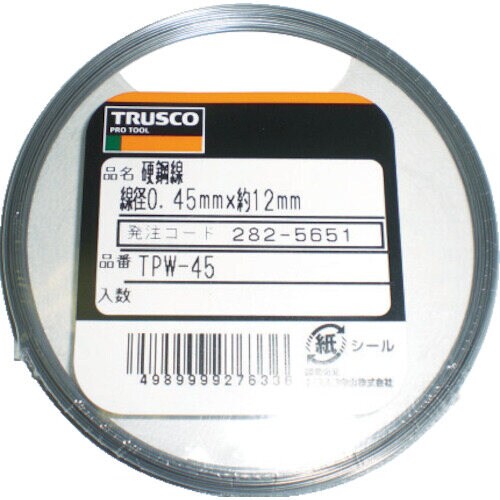 TRUSCO
PRO TOOL
品名 硬鋼線
線径0.45mm×約12mm
発注コード 282-5651
品番 TPW-45
入数
紙 シール
4989999276336